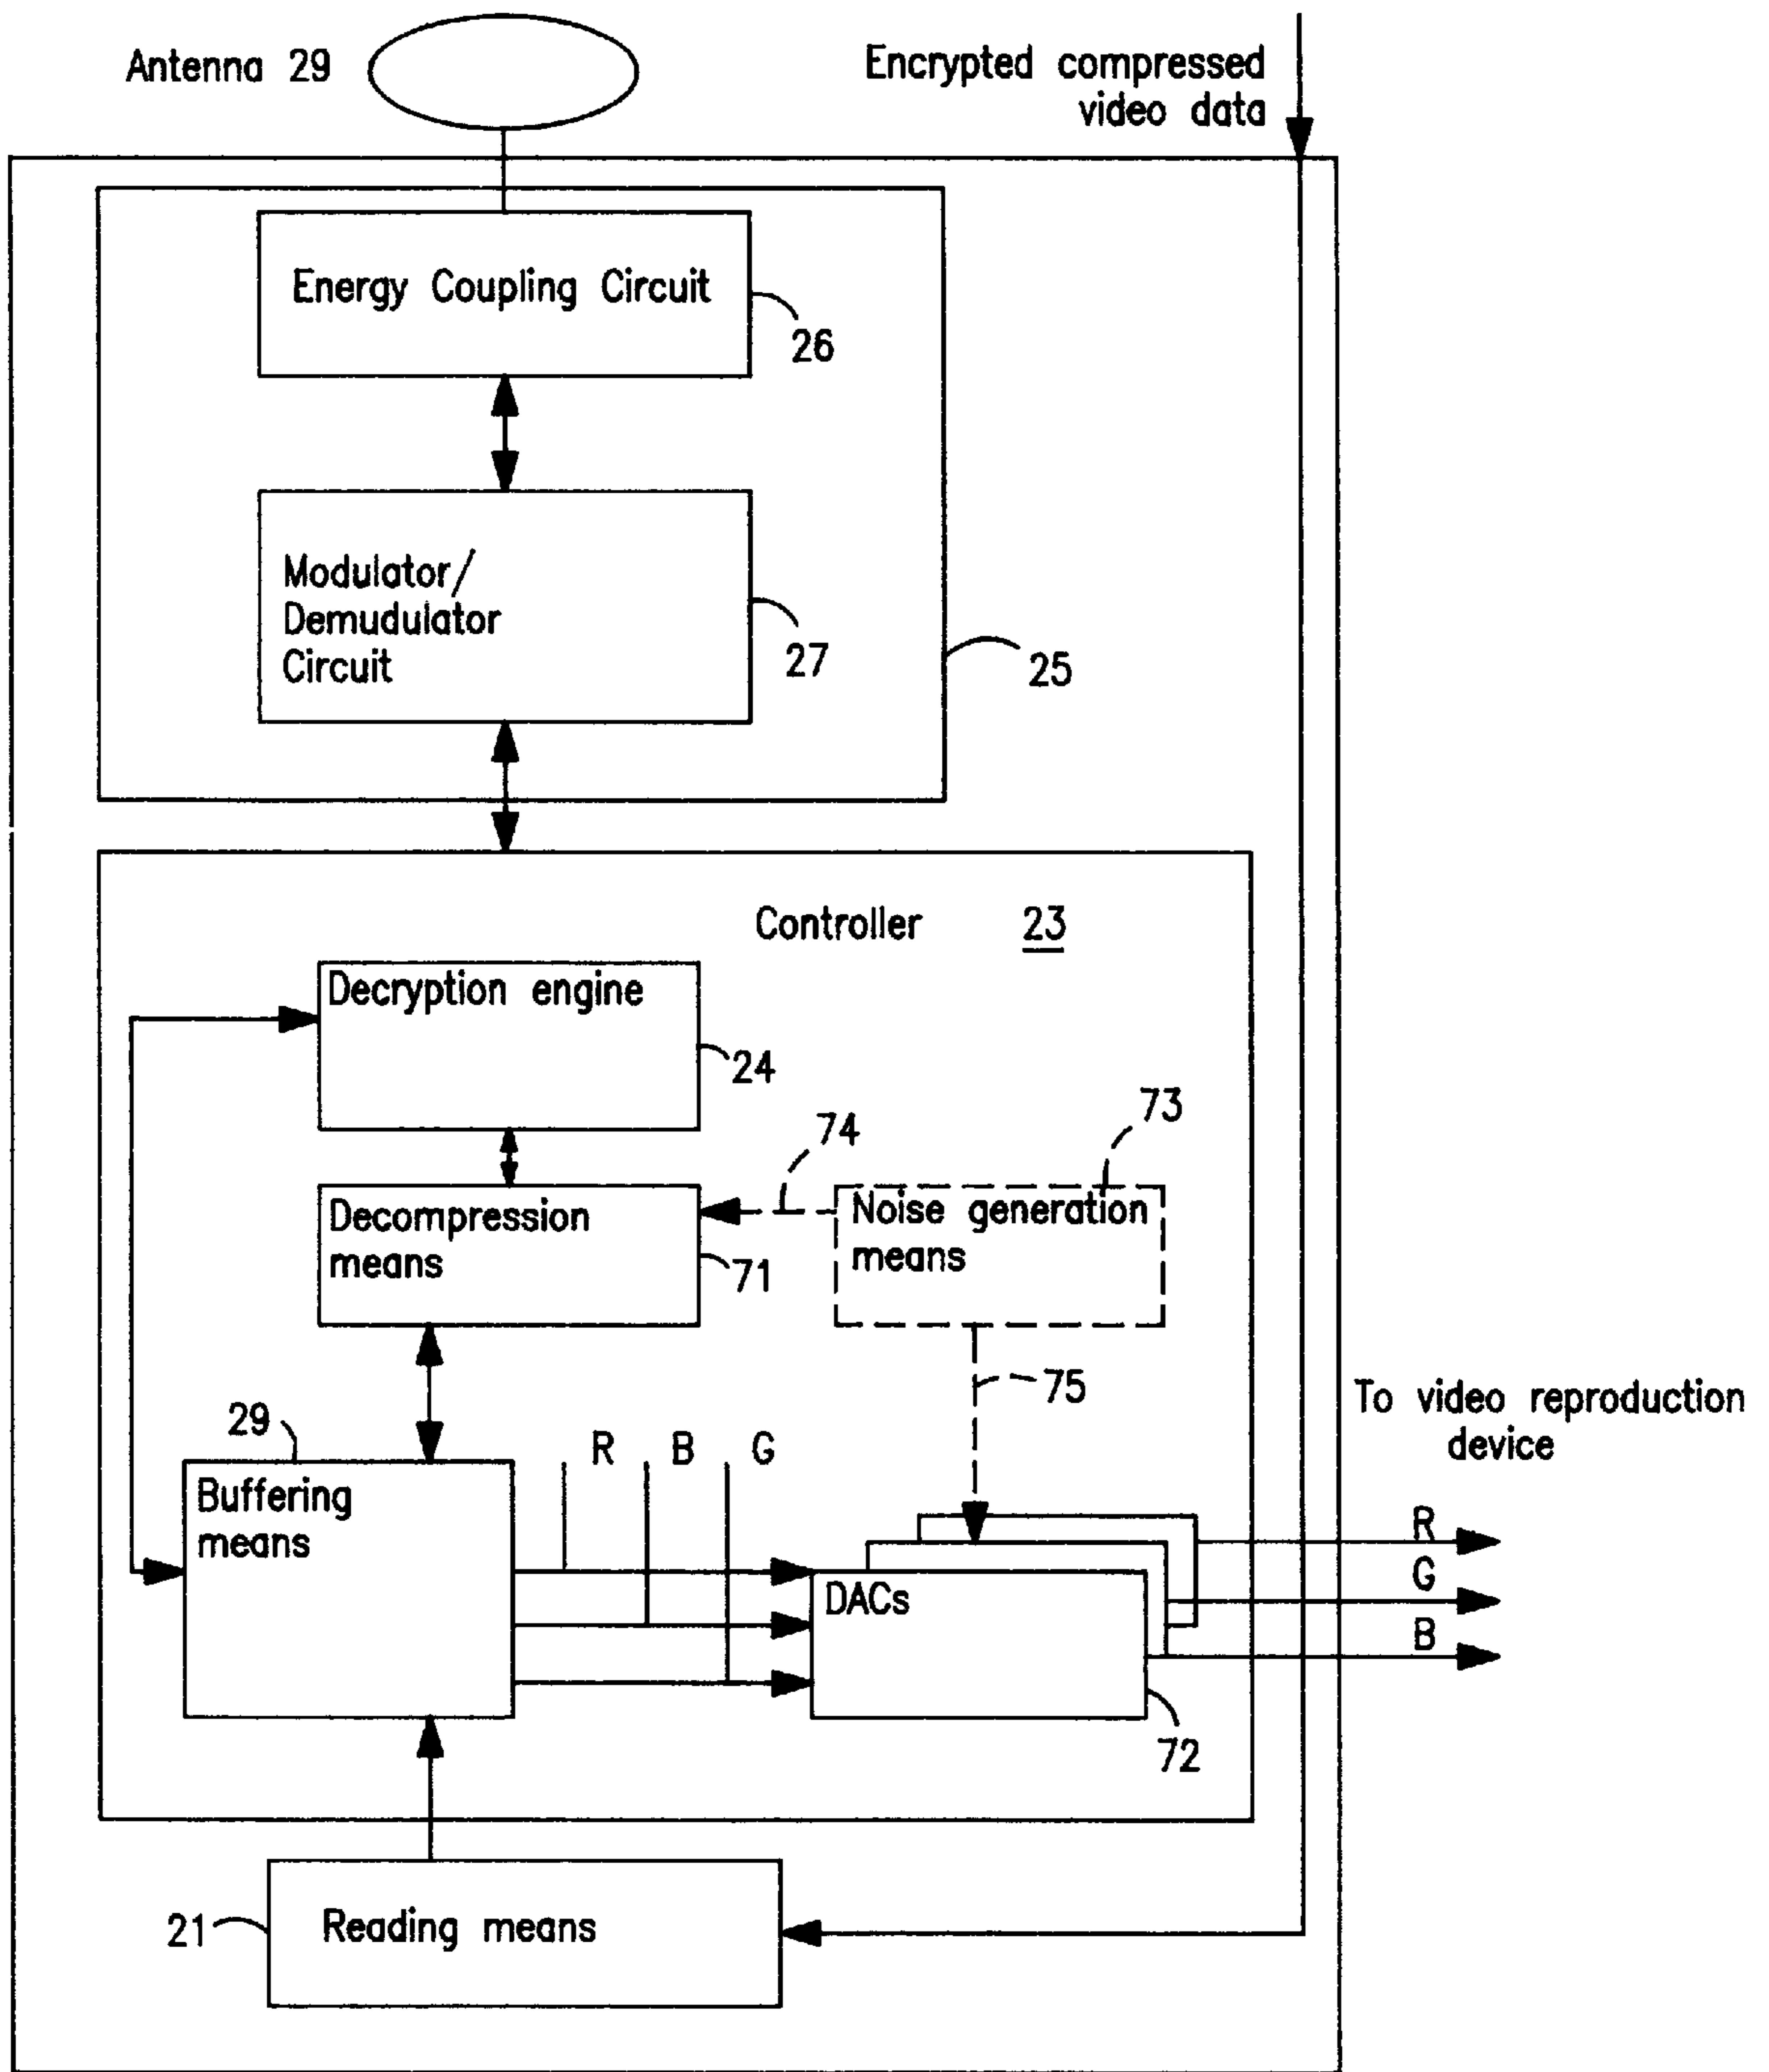 Antenna 29
Encrypted compressed
video data
Energy Coupling Circuit
26
Modulator/
Demudulator
Circuit
27
25
Controller 23
Decryption engine
24
73
74
Noise generation
means
Decompression
means
71
75
To video reproduction
device
29
R B G
Buffering
means
R
G
B
DACs
72
21
Reading means